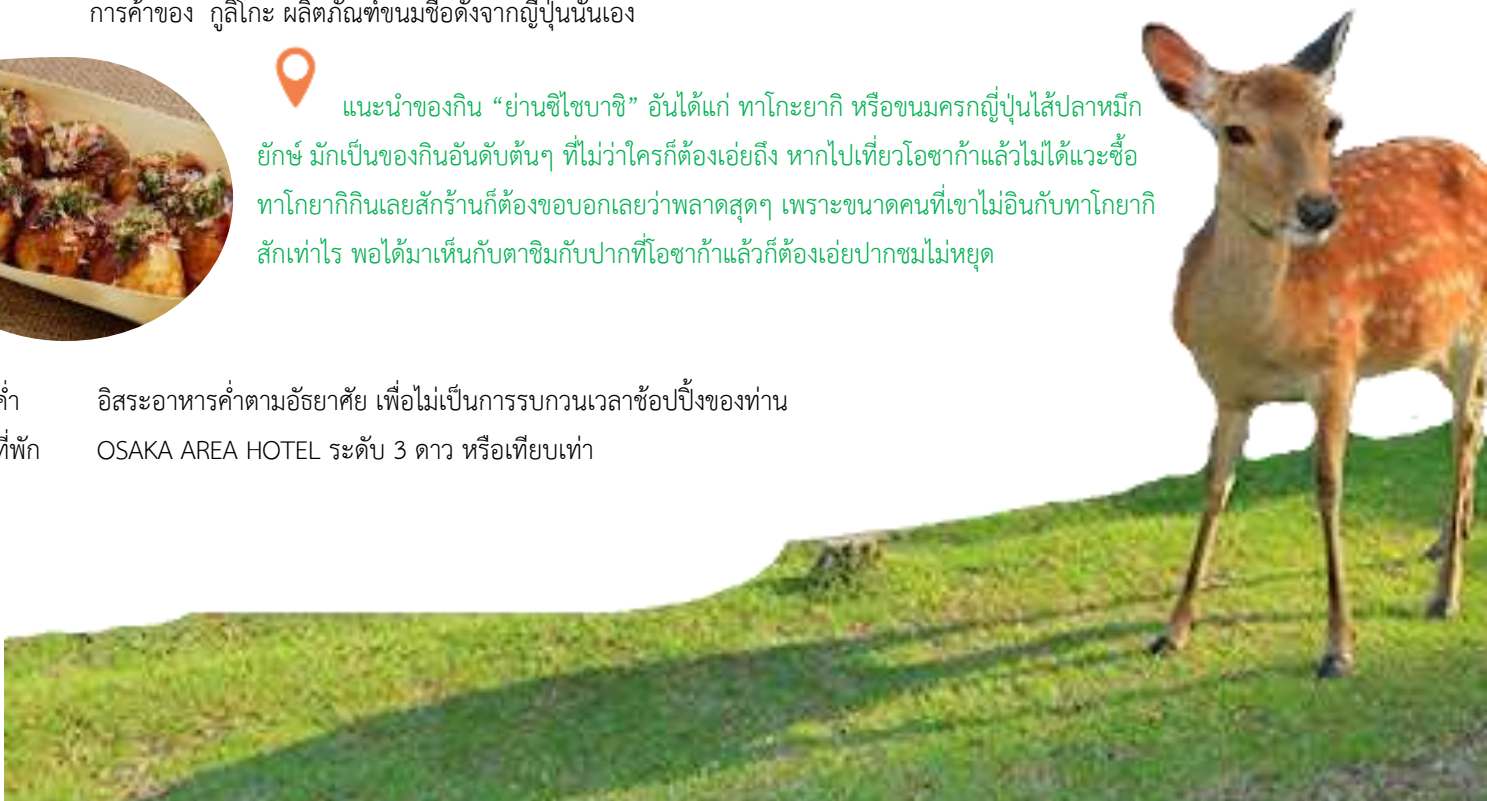 การค้าของ กูลิโกะ ผลิตภัณฑ์ขนมชื่อดังจากญี่ปุ่นนั่นเอง
แนะนำของกิน “ย่านชิไซบาชิ” อันได้แก่ ทาโกะยากิ หรือขนมครกญี่ปุ่นไส้ปลาหมึก
ยักษ์ มักเป็นของกินอันดับต้นๆ ที่ไม่ว่าใครก็ต้องเอ่ยถึง หากไปเที่ยวโอซาก้าแล้วไม่ได้แวะซื้อ
ทาโกยากิกินเลยสักร้านก็ต้องขอบอกเลยว่าพลาดสุดๆ เพราะขนาดคนที่เขาไม่อินกับทาโกยากิ
สักเท่าไร พอได้มาเห็นกับตาชิมกับปากที่โอซาก้าแล้วก็ต้องเอ่ยปากชมไม่หยุด
ค่ำ อิสระอาหารค่ำตามอัธยาศัย เพื่อไม่เป็นการรบกวนเวลาช้อปปิ้งของท่าน
ที่พัก OSAKA AREA HOTEL ระดับ 3 ดาว หรือเทียบเท่า